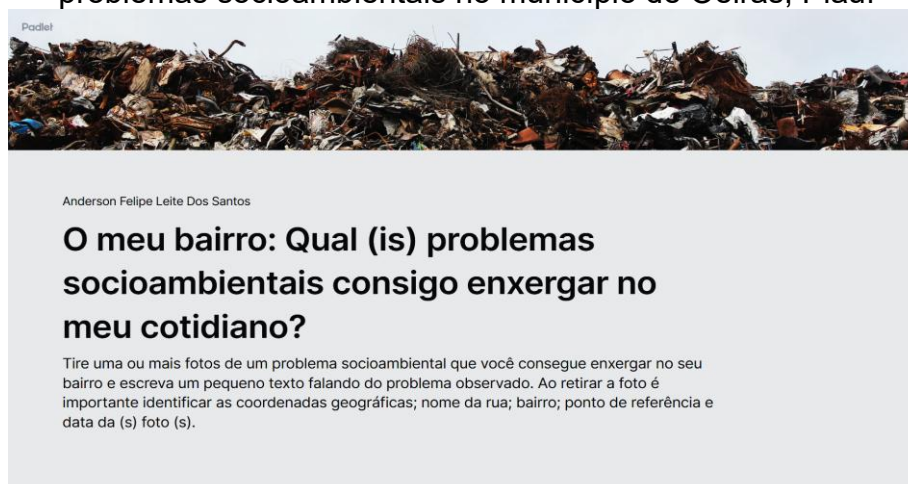 problemas socioambientais no município de Oeiras, Piauí
Padlet
Anderson Felipe Leite Dos Santos
O meu bairro: Qual (is) problemas
socioambientais consigo enxergar no
meu cotidiano?
Tire uma ou mais fotos de um problema socioambiental que você consegue enxergar no seu
bairro e escreva um pequeno texto falando do problema observado. Ao retirar a foto é
importante identificar as coordenadas geográficas; nome da rua; bairro; ponto de referência e
data da (s) foto (s).